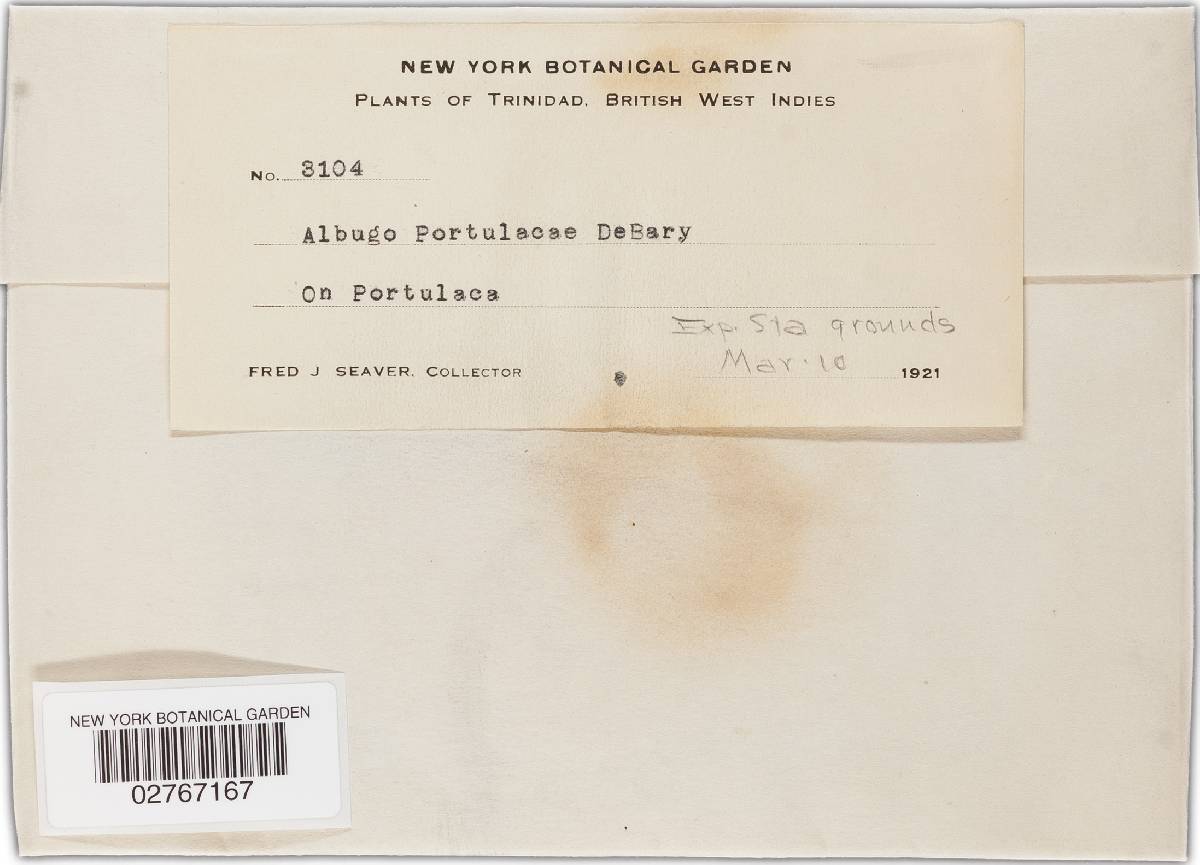 NEW YORK BOTANICAL GARDEN
PLANTS OF TRINIDAD, BRITISH WEST INDIES
No. 3104
Albugo Portulacae DeBary
On Portulaca
Exp. Sta grounds
Mar. 10 1921
FRED J SEAVER, COLLECTOR
NEW YORK BOTANICAL GARDEN
02767167